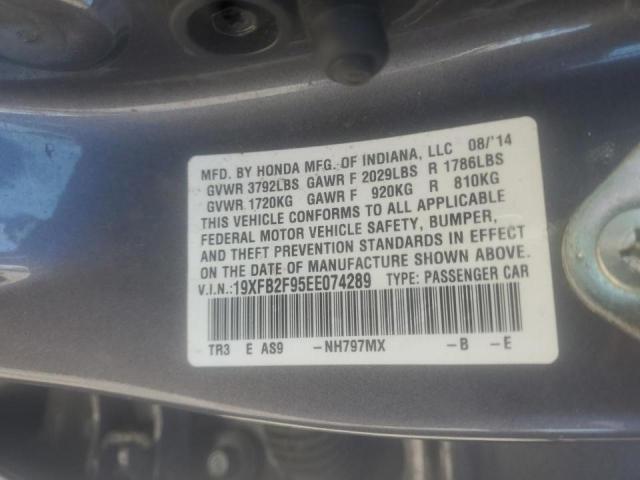 MFD. BY HONDA MFG. OF INDIANA, LLC 08/'14
GVWR 3792LBS GAWR F 2029LBS R 1786LBS
GVWR 1720KG GAWR F 920KG R 810KG
THIS VEHICLE CONFORMS TO ALL APPLICABLE
FEDERAL MOTOR VEHICLE SAFETY, BUMPER,
AND THEFT PREVENTION STANDARDS IN EFFECT
ON THE DATE OF MANUFACTURE SHOWN ABOVE.
V.I.N.:19XFB2F95EE074289 TYPE: PASSENGER CAR
TR3 E AS9 -NH797MX -B -E